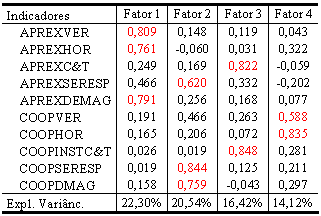 Indicadores Fator 1 Fator 2 Fator 3 Fator 4
APREXVER 0,809 0,148 0,119 0,043
APREXHOR 0,761 -0,060 0,031 0,322
APREXC&T 0,249 0,169 0,822 -0,059
APREXSERESP 0,466 0,620 0,332 -0,202
APREXDEMAG 0,791 0,256 0,168 0,077
COOPVER 0,191 0,466 0,263 0,588
COOPHOR 0,165 0,206 0,072 0,835
COOPINSTC&T 0,026 0,019 0,848 0,281
COOPSERESP 0,019 0,844 0,125 0,211
COOPDMAG 0,158 0,759 -0,043 0,297
Expl. Variânc. 22,30% 20,54% 16,42% 14,12%